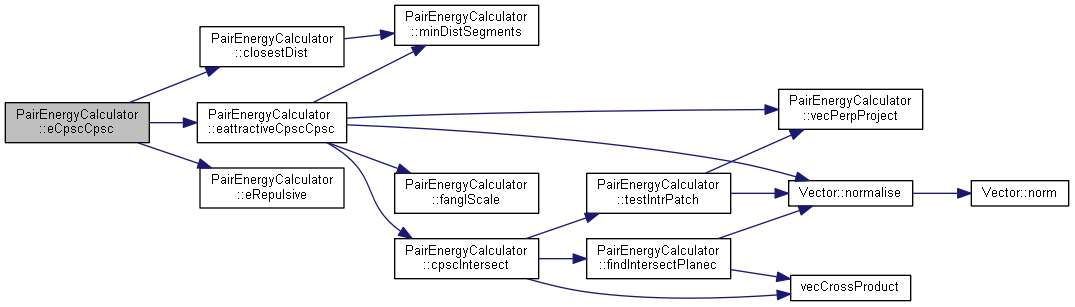 PairEnergyCalculator
::eCpscCpsc
PairEnergyCalculator
::closestDist
PairEnergyCalculator
::eattractiveCpscCpsc
PairEnergyCalculator
::eRepulsive
PairEnergyCalculator
::minDistSegments
PairEnergyCalculator
::fanglScale
PairEnergyCalculator
::cpscIntersect
PairEnergyCalculator
::testIntrPatch
PairEnergyCalculator
::findIntersectPlanec
PairEnergyCalculator
::vecPerpProject
Vector::normalise
vecCrossProduct
Vector::norm